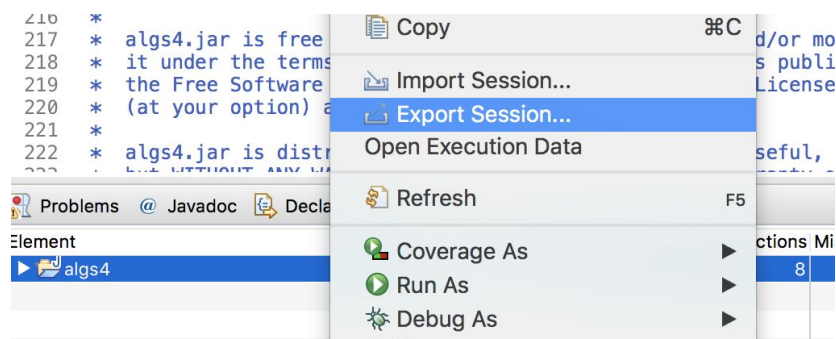 216 *
217 * algs4.jar is free
218 * it under the terms
219 * the Free Software
220 * (at your option) a
221 *
222 * algs4.jar is distr
Copy ⌘C
Import Session...
Export Session...
Open Execution Data
Refresh F5
Coverage As
Run As
Debug As
d/or mo
s publi
License
seful,
Problems @ Javadoc Decla
Element
ctions Mi
algs4 8